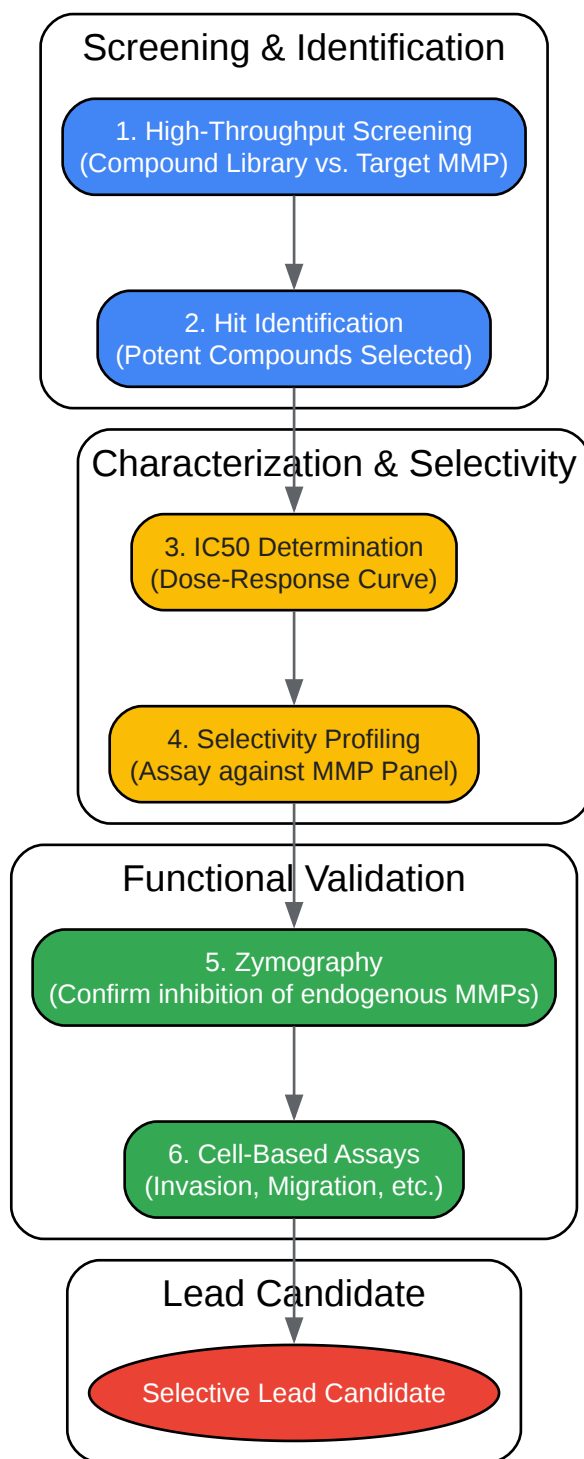 Screening & Identification
1. High-Throughput Screening
(Compound Library vs. Target MMP)
2. Hit Identification
(Potent Compounds Selected)
Characterization & Selectivity
3. IC50 Determination
(Dose-Response Curve)
4. Selectivity Profiling
(Assay against MMP Panel)
Functional Validation
5. Zymography
(Confirm inhibition of endogenous MMPs)
6. Cell-Based Assays
(Invasion, Migration, etc.)
Lead Candidate
Selective Lead Candidate